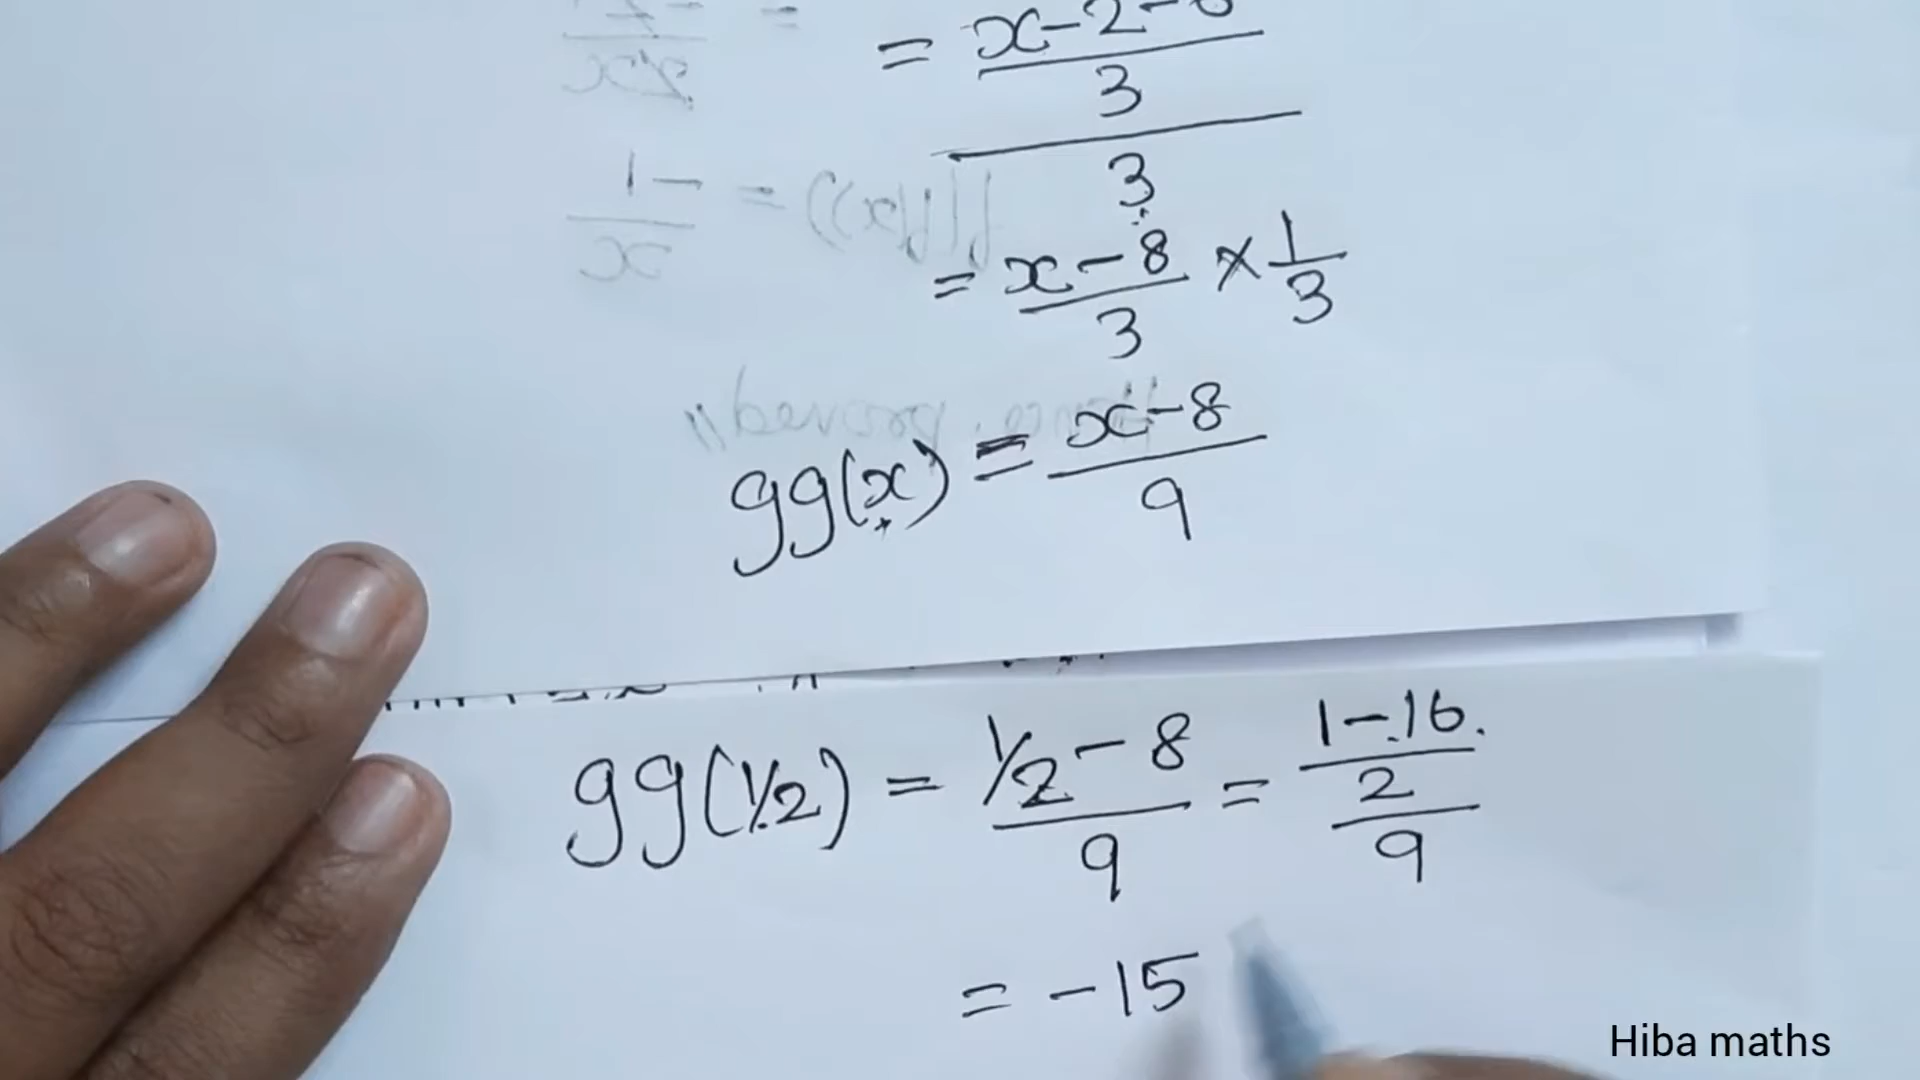 = x-2-6
3
3
= x-8/3 × 1/3
gg(x) = x-8/9
gg(1/2) = 1/2-8/9 = 1-16/2/9
= -15
Hiba maths